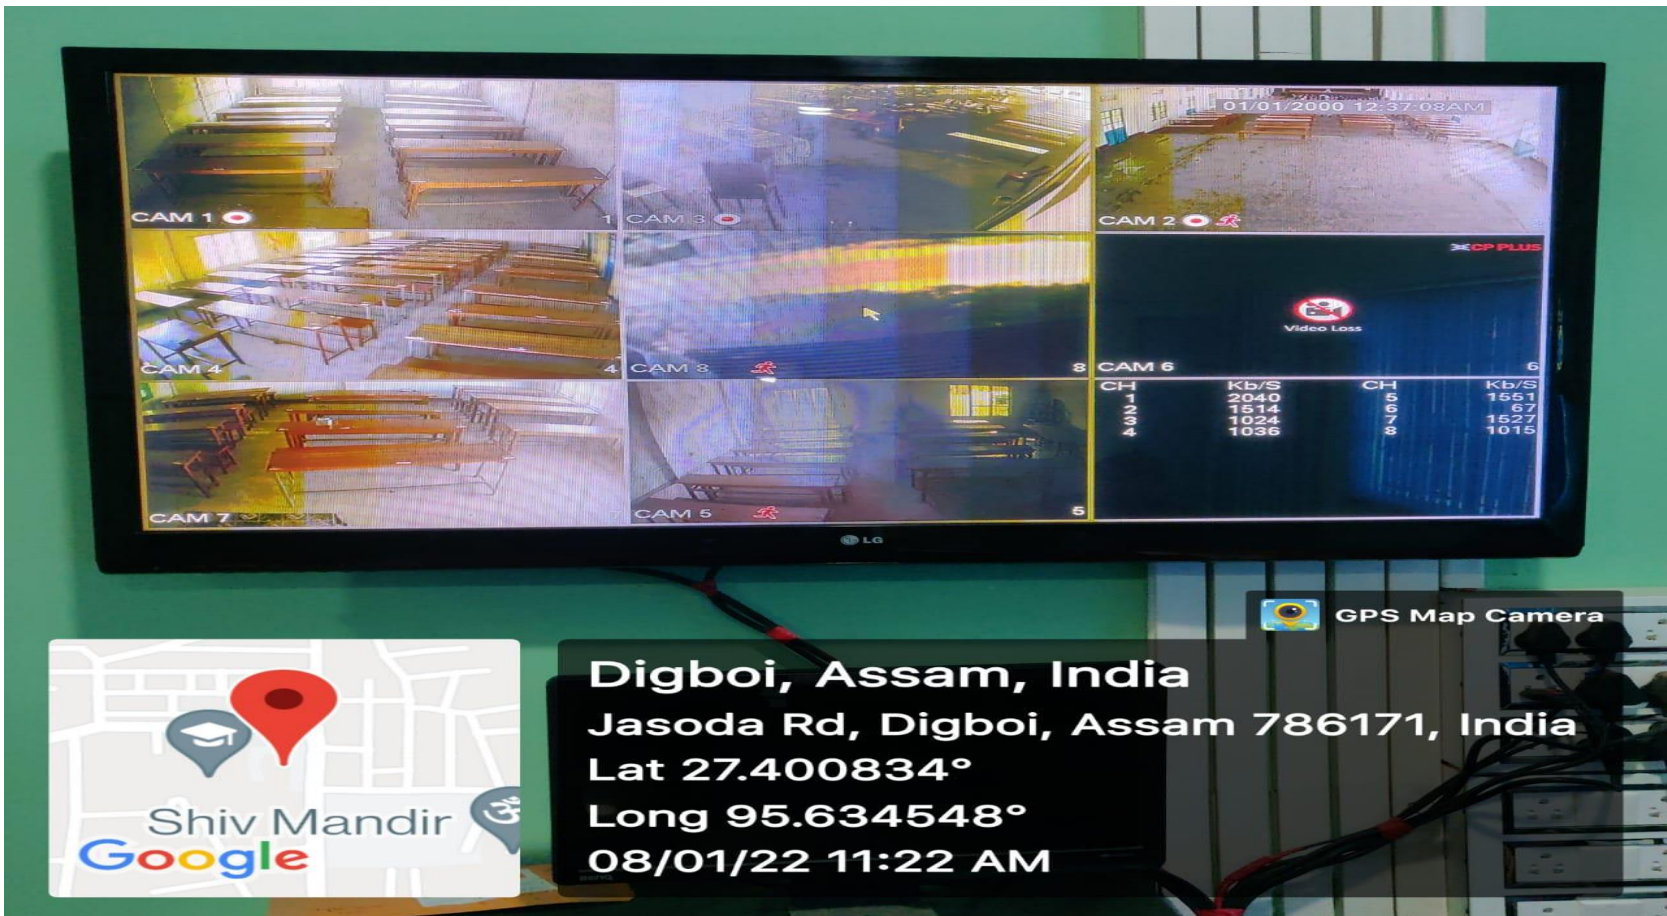 01/01/2000 12:37:08AM
CAM 1
1
CAM 3
CAM 2
CAM 4
4
CAM 8
8
CP PLUS
Video Loss
CAM 6
6
CAM 7
CAM 5
5
CH Kb/S CH Kb/S
1 2040 5 1551
2 1514 6 67
3 1024 7 1527
4 1036 8 1015
LG
GPS Map Camera
Digboi, Assam, India
Jasoda Rd, Digboi, Assam 786171, India
Lat 27.400834°
Long 95.634548°
08/01/22 11:22 AM
Shiv Mandir
Google